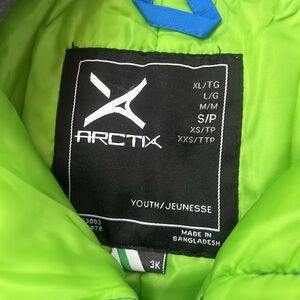 XL/TG
L/G
M/M
S/P
XS/TP
XXS/TTP
ARCTIX
YOUTH/JEUNESSE
MADE IN
BANGLADESH
3K